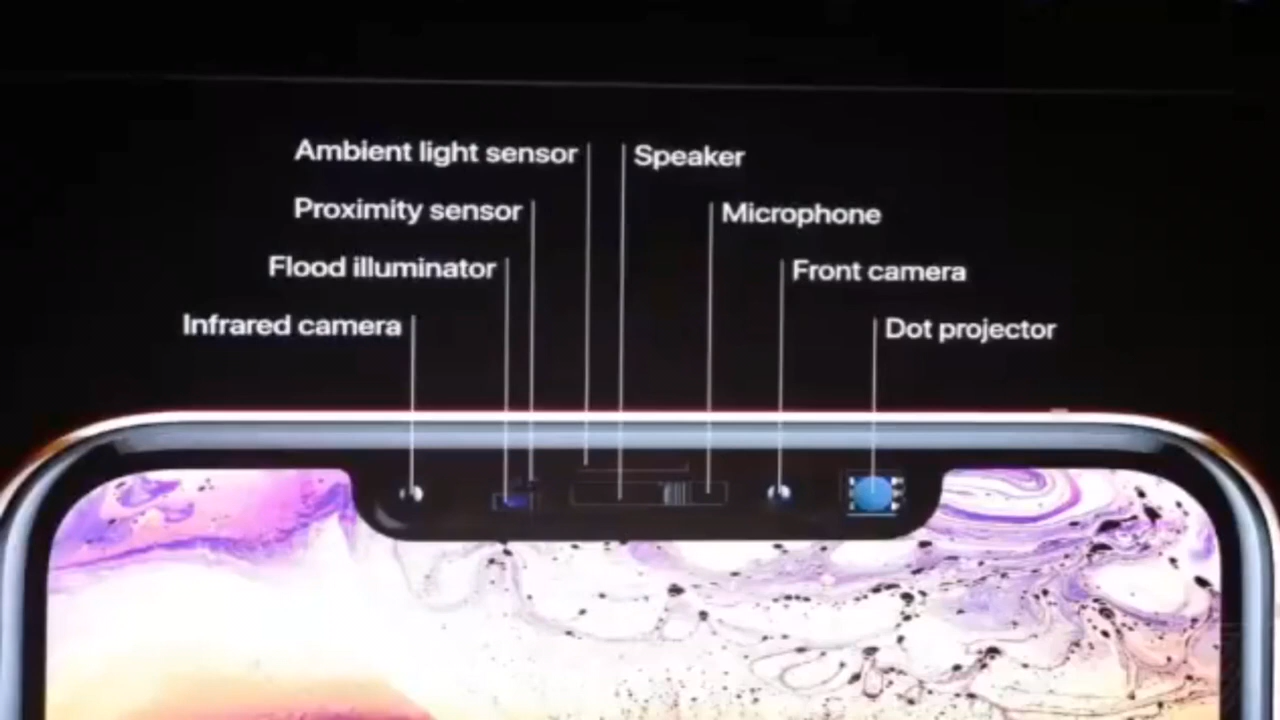 Ambient light sensor
Speaker
Proximity sensor
Microphone
Flood illuminator
Front camera
Infrared camera
Dot projector